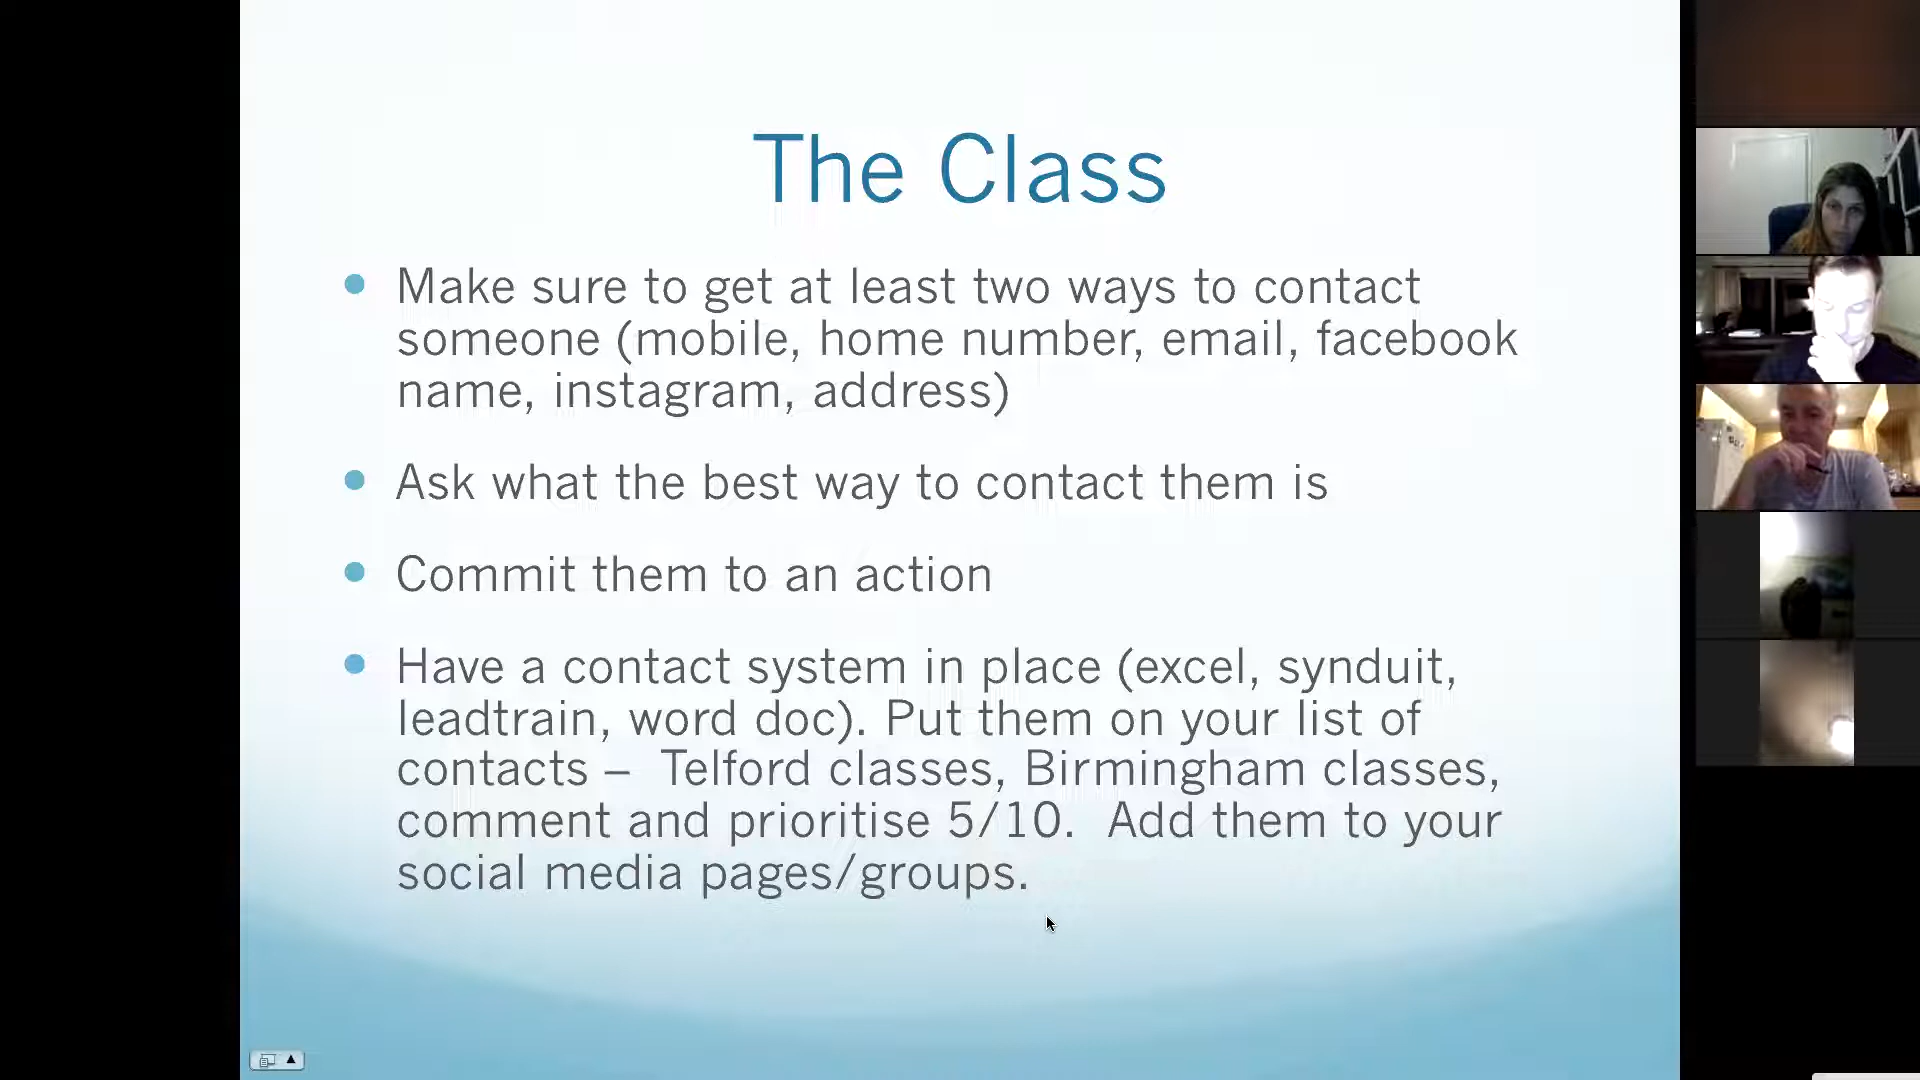 The Class
Make sure to get at least two ways to contact
someone (mobile, home number, email, facebook
name, instagram, address)
Ask what the best way to contact them is
Commit them to an action
Have a contact system in place (excel, synduit,
leadtrain, word doc). Put them on your list of
contacts – Telford classes, Birmingham classes,
comment and prioritise 5/10. Add them to your
social media pages/groups.